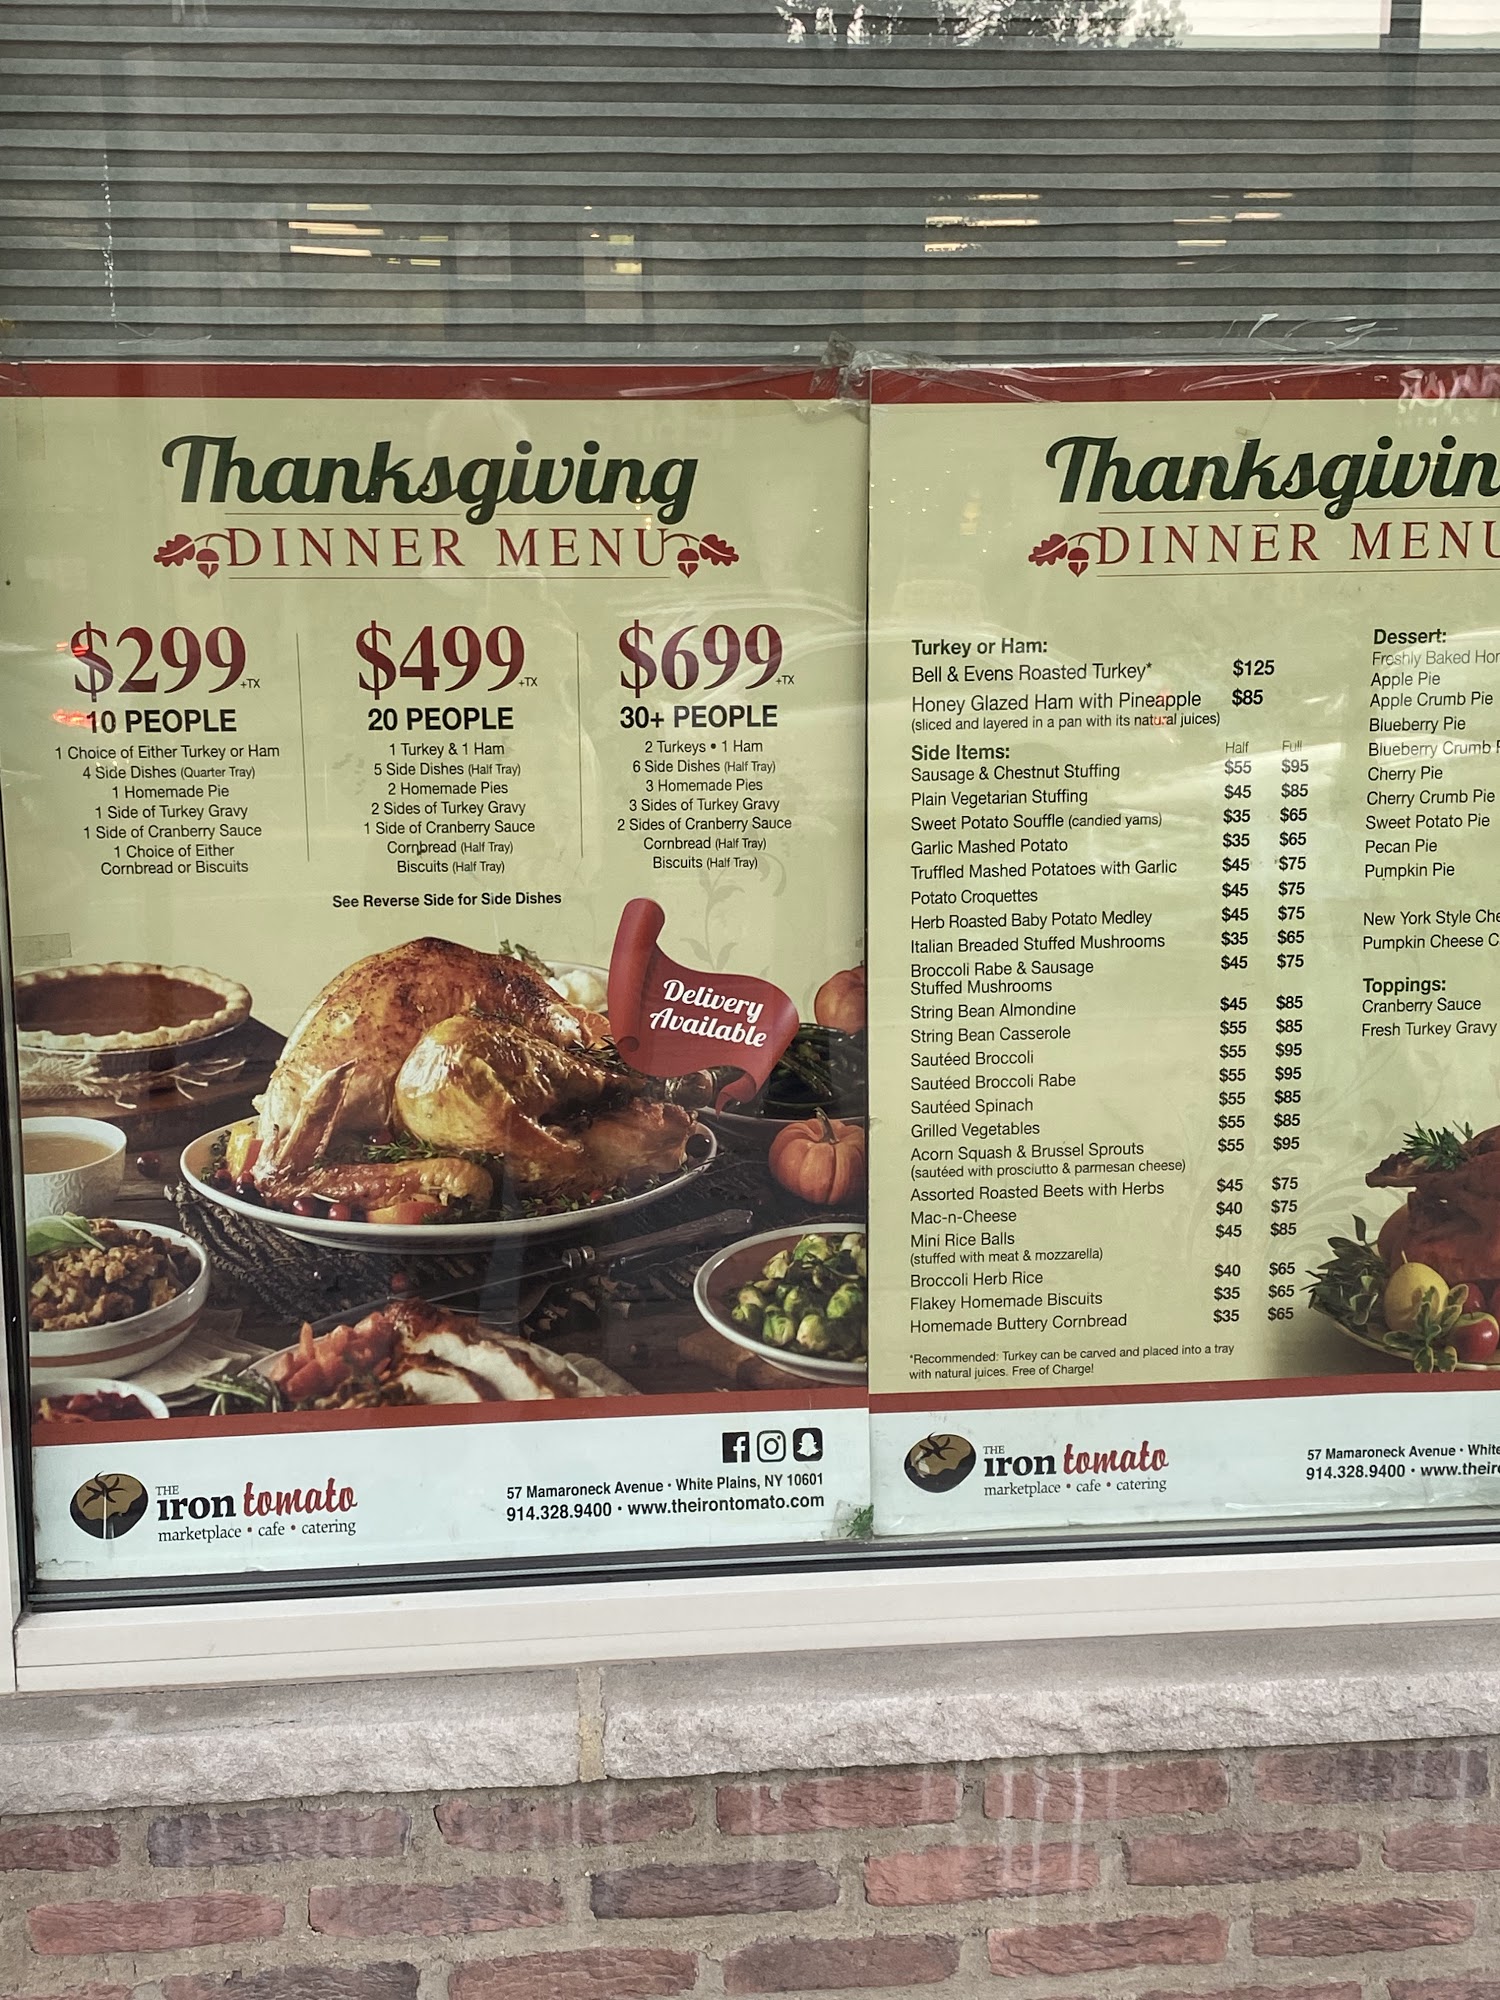 Thanksgiving
DINNER MENU
$299 +TX
10 PEOPLE
1 Choice of Either Turkey or Ham
4 Side Dishes (Quarter Tray)
1 Homemade Pie
1 Side of Turkey Gravy
1 Side of Cranberry Sauce
1 Choice of Either
Cornbread or Biscuits
$499 +TX
20 PEOPLE
1 Turkey & 1 Ham
5 Side Dishes (Half Tray)
2 Homemade Pies
2 Sides of Turkey Gravy
1 Side of Cranberry Sauce
Cornbread (Half Tray)
Biscuits (Half Tray)
$699 +TX
30+ PEOPLE
2 Turkeys • 1 Ham
6 Side Dishes (Half Tray)
3 Homemade Pies
3 Sides of Turkey Gravy
2 Sides of Cranberry Sauce
Cornbread (Half Tray)
Biscuits (Half Tray)
See Reverse Side for Side Dishes
Delivery
Available
THE
iron tomato
marketplace • cafe • catering
57 Mamaroneck Avenue • White Plains, NY 10601
914.328.9400 • www.theirontomato.com
Thanksgivin
DINNER MENU
Turkey or Ham:
Bell & Evens Roasted Turkey* $125
Honey Glazed Ham with Pineapple $85
(sliced and layered in a pan with its natural juices)
Side Items: Half Full
Sausage & Chestnut Stuffing $55 $95
Plain Vegetarian Stuffing $45 $85
Sweet Potato Souffle (candied yams) $35 $65
Garlic Mashed Potato $35 $65
Truffled Mashed Potatoes with Garlic $45 $75
Potato Croquettes $45 $75
Herb Roasted Baby Potato Medley $45 $75
Italian Breaded Stuffed Mushrooms $35 $65
Broccoli Rabe & Sausage $45 $75
Stuffed Mushrooms
String Bean Almondine $45 $85
String Bean Casserole $55 $85
Sautéed Broccoli $55 $95
Sautéed Broccoli Rabe $55 $95
Sautéed Spinach $55 $85
Grilled Vegetables $55 $85
Acorn Squash & Brussel Sprouts $55 $95
(sautéed with prosciutto & parmesan cheese)
Assorted Roasted Beets with Herbs $45 $75
Mac-n-Cheese $40 $75
Mini Rice Balls $45 $85
(stuffed with meat & mozzarella)
Broccoli Herb Rice $40 $65
Flakey Homemade Biscuits $35 $65
Homemade Buttery Cornbread $35 $65
*Recommended: Turkey can be carved and placed into a tray
with natural juices. Free of Charge!
Dessert:
Freshly Baked Hor
Apple Pie
Apple Crumb Pie
Blueberry Pie
Blueberry Crumb
Cherry Pie
Cherry Crumb Pie
Sweet Potato Pie
Pecan Pie
Pumpkin Pie
New York Style Che
Pumpkin Cheese C
Toppings:
Cranberry Sauce
Fresh Turkey Gravy
THE
iron tomato
marketplace • cafe • catering
57 Mamaroneck Avenue • White
914.328.9400 • www.their